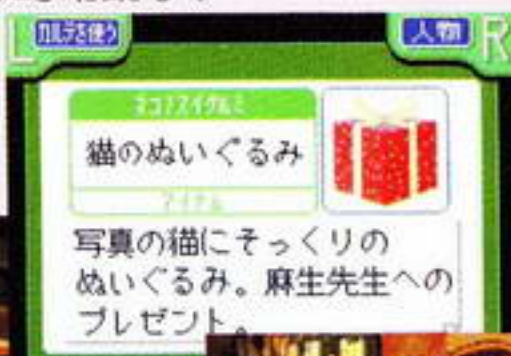 L カルテを使う 人物 R
ネコノヌイグルミ
猫のぬいぐるみ
アイテム
写真の猫にそっくりの
ぬいぐるみ。麻生先生への
プレゼント。